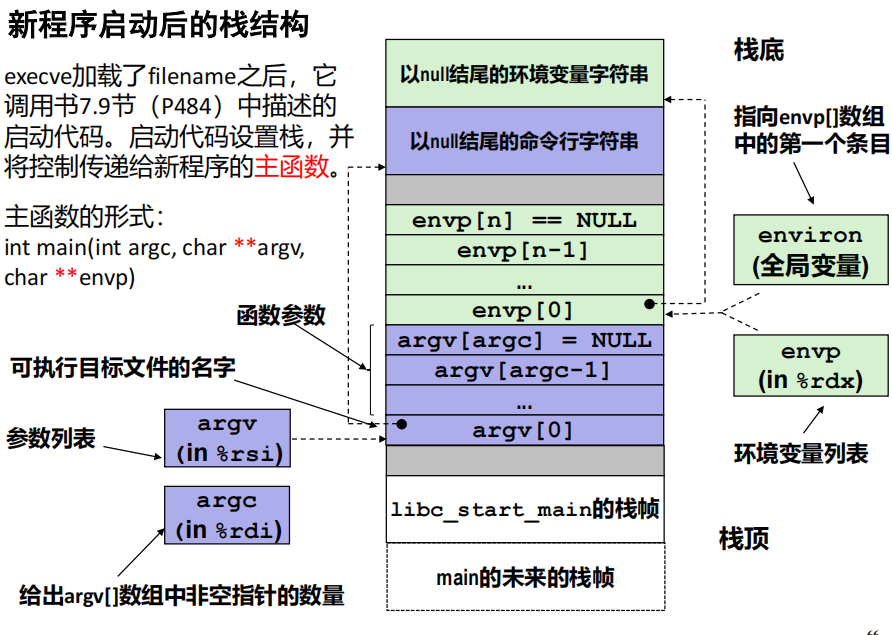 新程序启动后的栈结构
execve加载了filename之后，它
调用书7.9节（P484）中描述的
启动代码。启动代码设置栈，并
将控制传递给新程序的主函数。
主函数的形式：
int main(int argc, char **argv,
char **envp)
函数参数
可执行目标文件的名字
参数列表
argv
(in %rsi)
argc
(in %rdi)
给出argv[]数组中非空指针的数量
以null结尾的环境变量字符串
以null结尾的命令行字符串
envp[n] == NULL
envp[n-1]
...
envp[0]
argv[argc] = NULL
argv[argc-1]
...
argv[0]
libc_start_main的栈帧
main的未来的栈帧
栈底
指向envp[]数组
中的第一个条目
environ
(全局变量)
envp
(in %rdx)
环境变量列表
栈顶